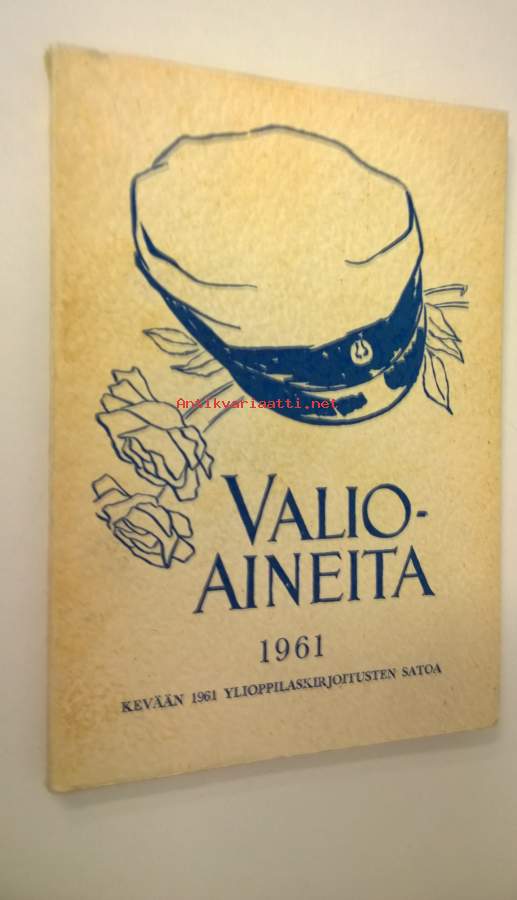 Antikvariaatti.net
VALIO-
AINEITA
1961
KEVÄÄN 1961 YLIOPPILASKIRJOITUSTEN SATOA